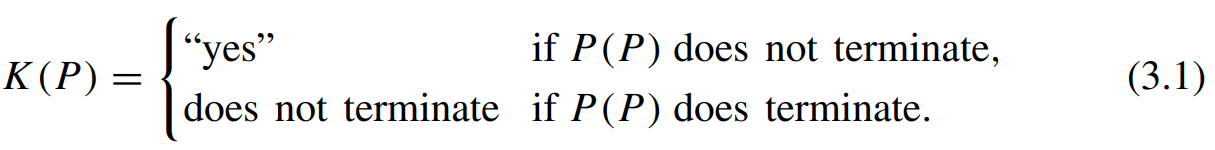 “yes” if P(P) does not terminate,
K(P) = (3.1)
does not terminate if P(P) does terminate.